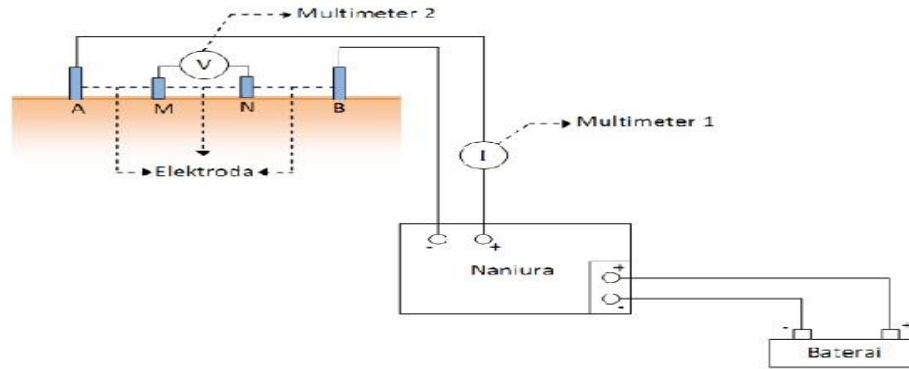 Multimeter 2
V
A M N B
Multimeter 1
I
Elektroda
- +
Naniura
+
-
- +
Baterai